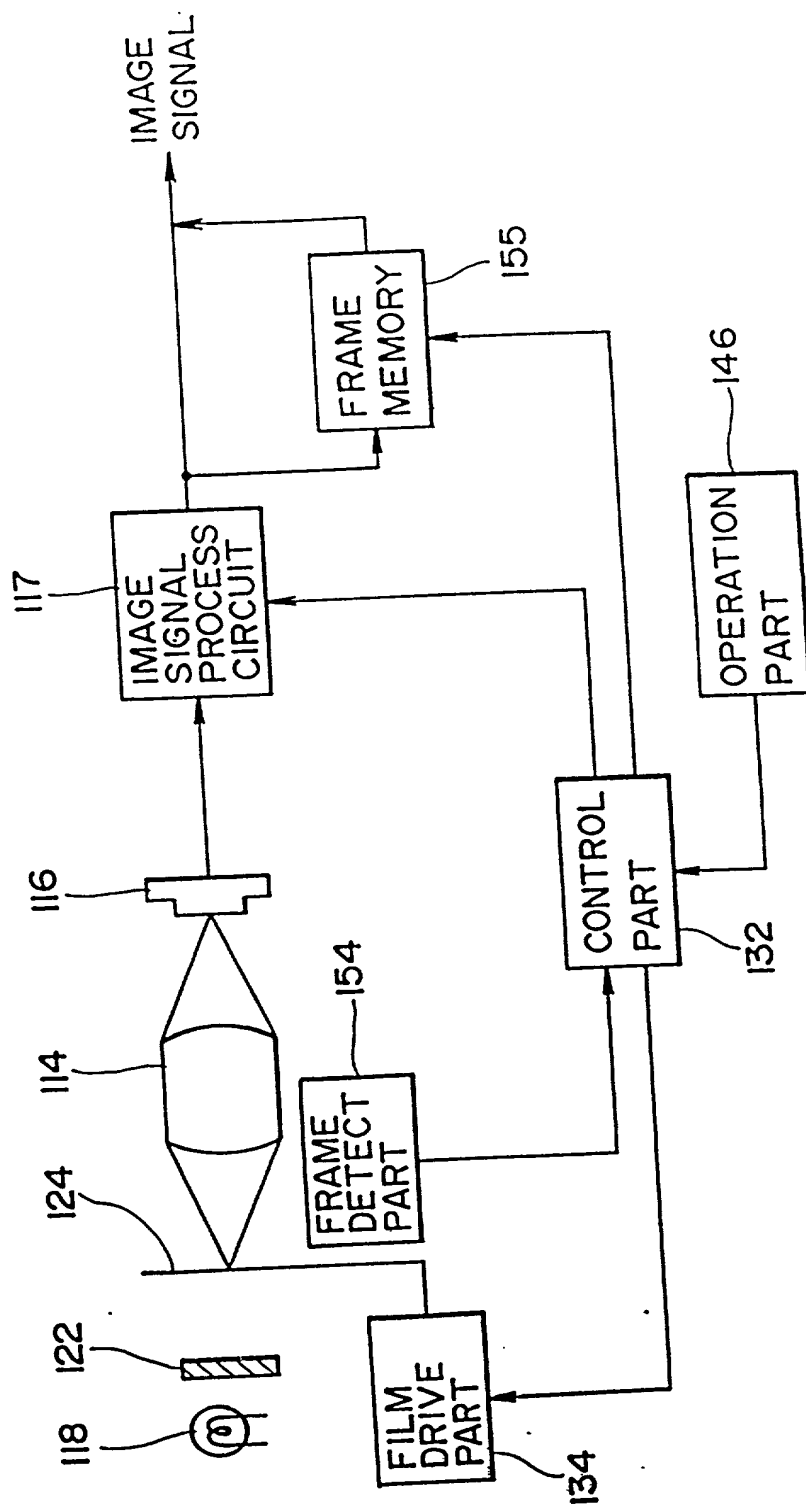 118
122
124
114
116
117
IMAGE
SIGNAL
PROCESS
CIRCUIT
IMAGE
SIGNAL
FRAME
MEMORY
155
FILM
DRIVE
PART
134
FRAME
DETECT
PART
154
CONTROL
PART
132
OPERATION
PART
146